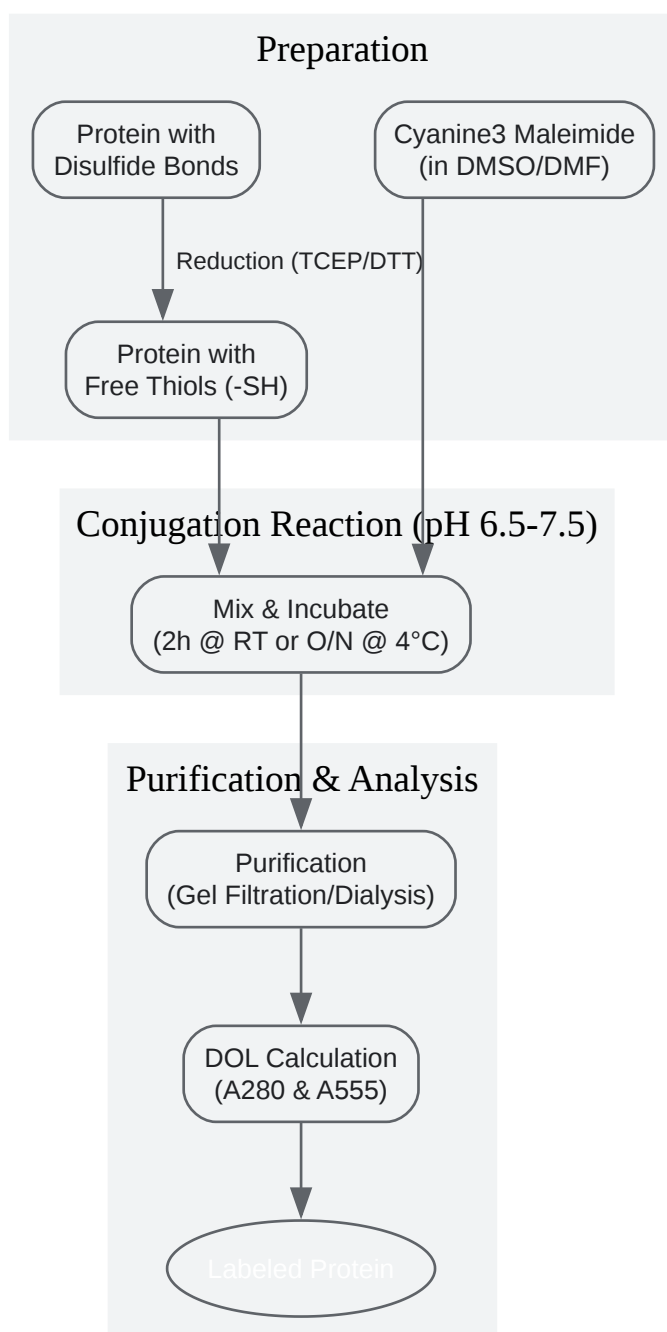 Preparation
Protein with
Disulfide Bonds
Cyanine3 Maleimide
(in DMSO/DMF)
Reduction (TCEP/DTT)
Protein with
Free Thiols (-SH)
Conjugation Reaction (pH 6.5-7.5)
Mix & Incubate
(2h @ RT or O/N @ 4°C)
Purification & Analysis
Purification
(Gel Filtration/Dialysis)
DOL Calculation
(A280 & A555)
Labeled Protein